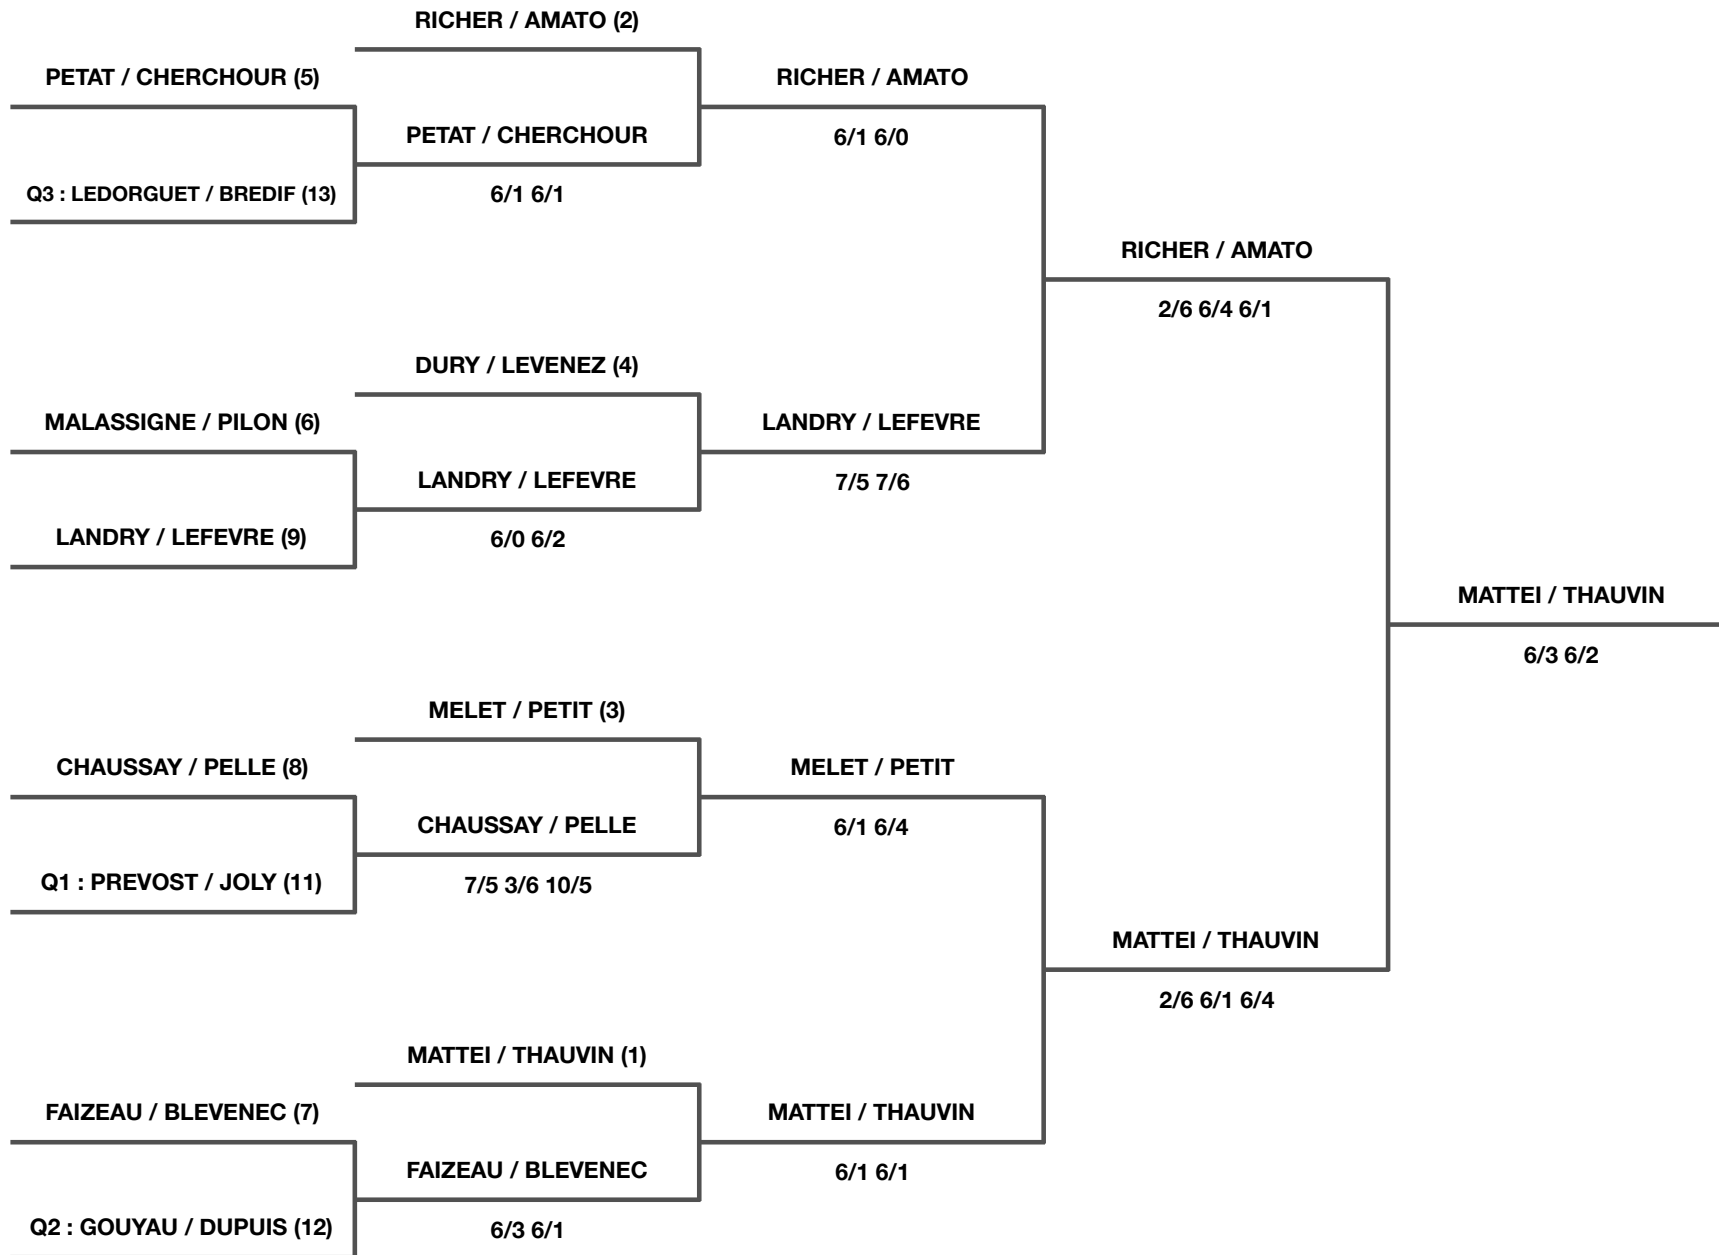 RICHER / AMATO (2)
PETAT / CHERCHOUR (5)
RICHER / AMATO
PETAT / CHERCHOUR
6/1 6/0
Q3 : LEDORGUET / BREDIF (13)
6/1 6/1
RICHER / AMATO
2/6 6/4 6/1
DURY / LEVENEZ (4)
MALASSIGNE / PILON (6)
LANDRY / LEFEVRE
LANDRY / LEFEVRE
7/5 7/6
LANDRY / LEFEVRE (9)
6/0 6/2
MATTEI / THAUVIN
6/3 6/2
MELET / PETIT (3)
CHAUSSAY / PELLE (8)
MELET / PETIT
CHAUSSAY / PELLE
6/1 6/4
Q1 : PREVOST / JOLY (11)
7/5 3/6 10/5
MATTEI / THAUVIN
2/6 6/1 6/4
MATTEI / THAUVIN (1)
FAIZEAU / BLEVENEC (7)
MATTEI / THAUVIN
FAIZEAU / BLEVENEC
6/1 6/1
Q2 : GOUYAU / DUPUIS (12)
6/3 6/1